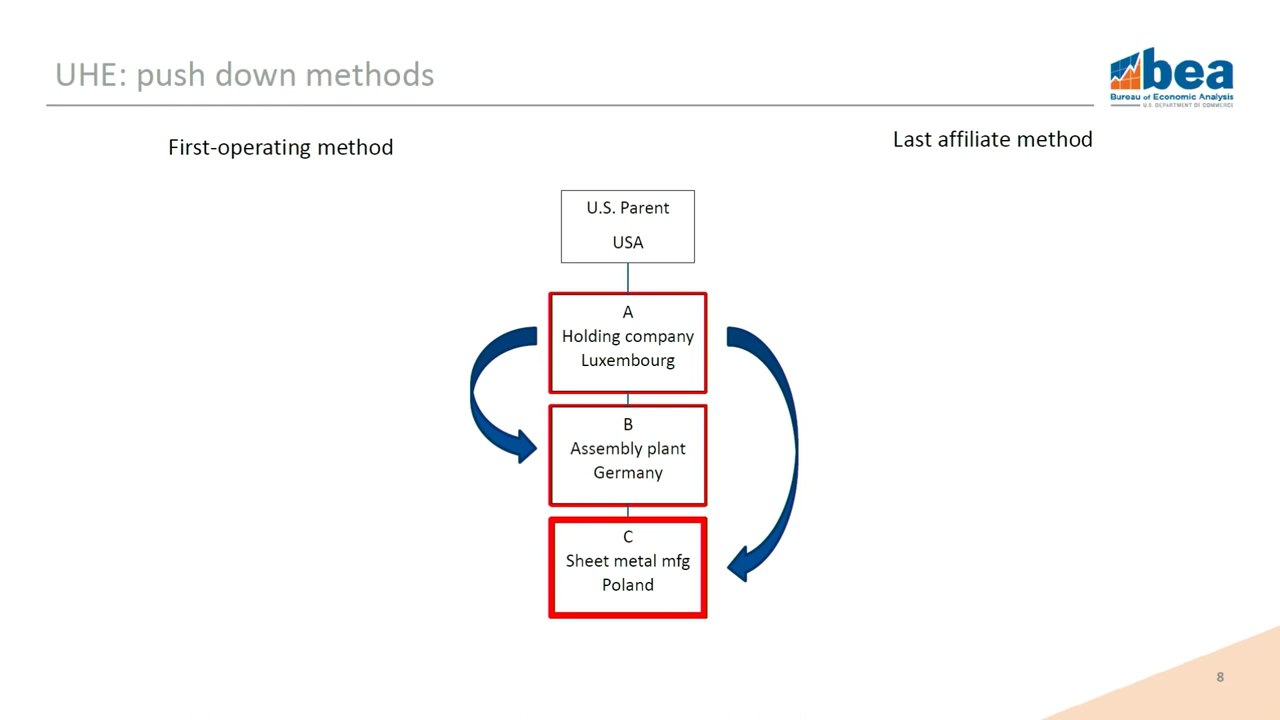 UHE: push down methods
bea
Bureau of Economic Analysis
U.S. DEPARTMENT OF COMMERCE
First-operating method
Last affiliate method
U.S. Parent
USA
A
Holding company
Luxembourg
B
Assembly plant
Germany
C
Sheet metal mfg
Poland
8